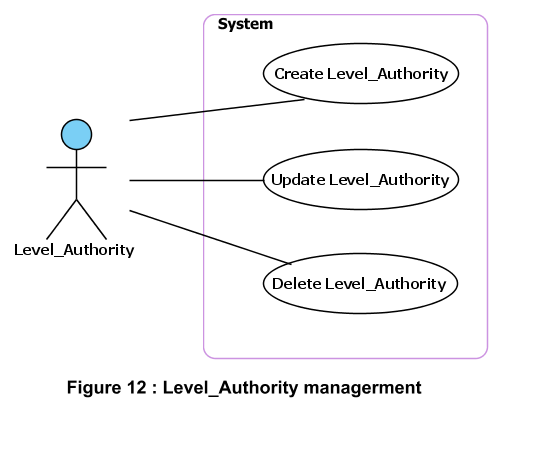 System
Create Level_Authority
Update Level_Authority
Level_Authority
Delete Level_Authority
Figure 12 : Level_Authority managerment